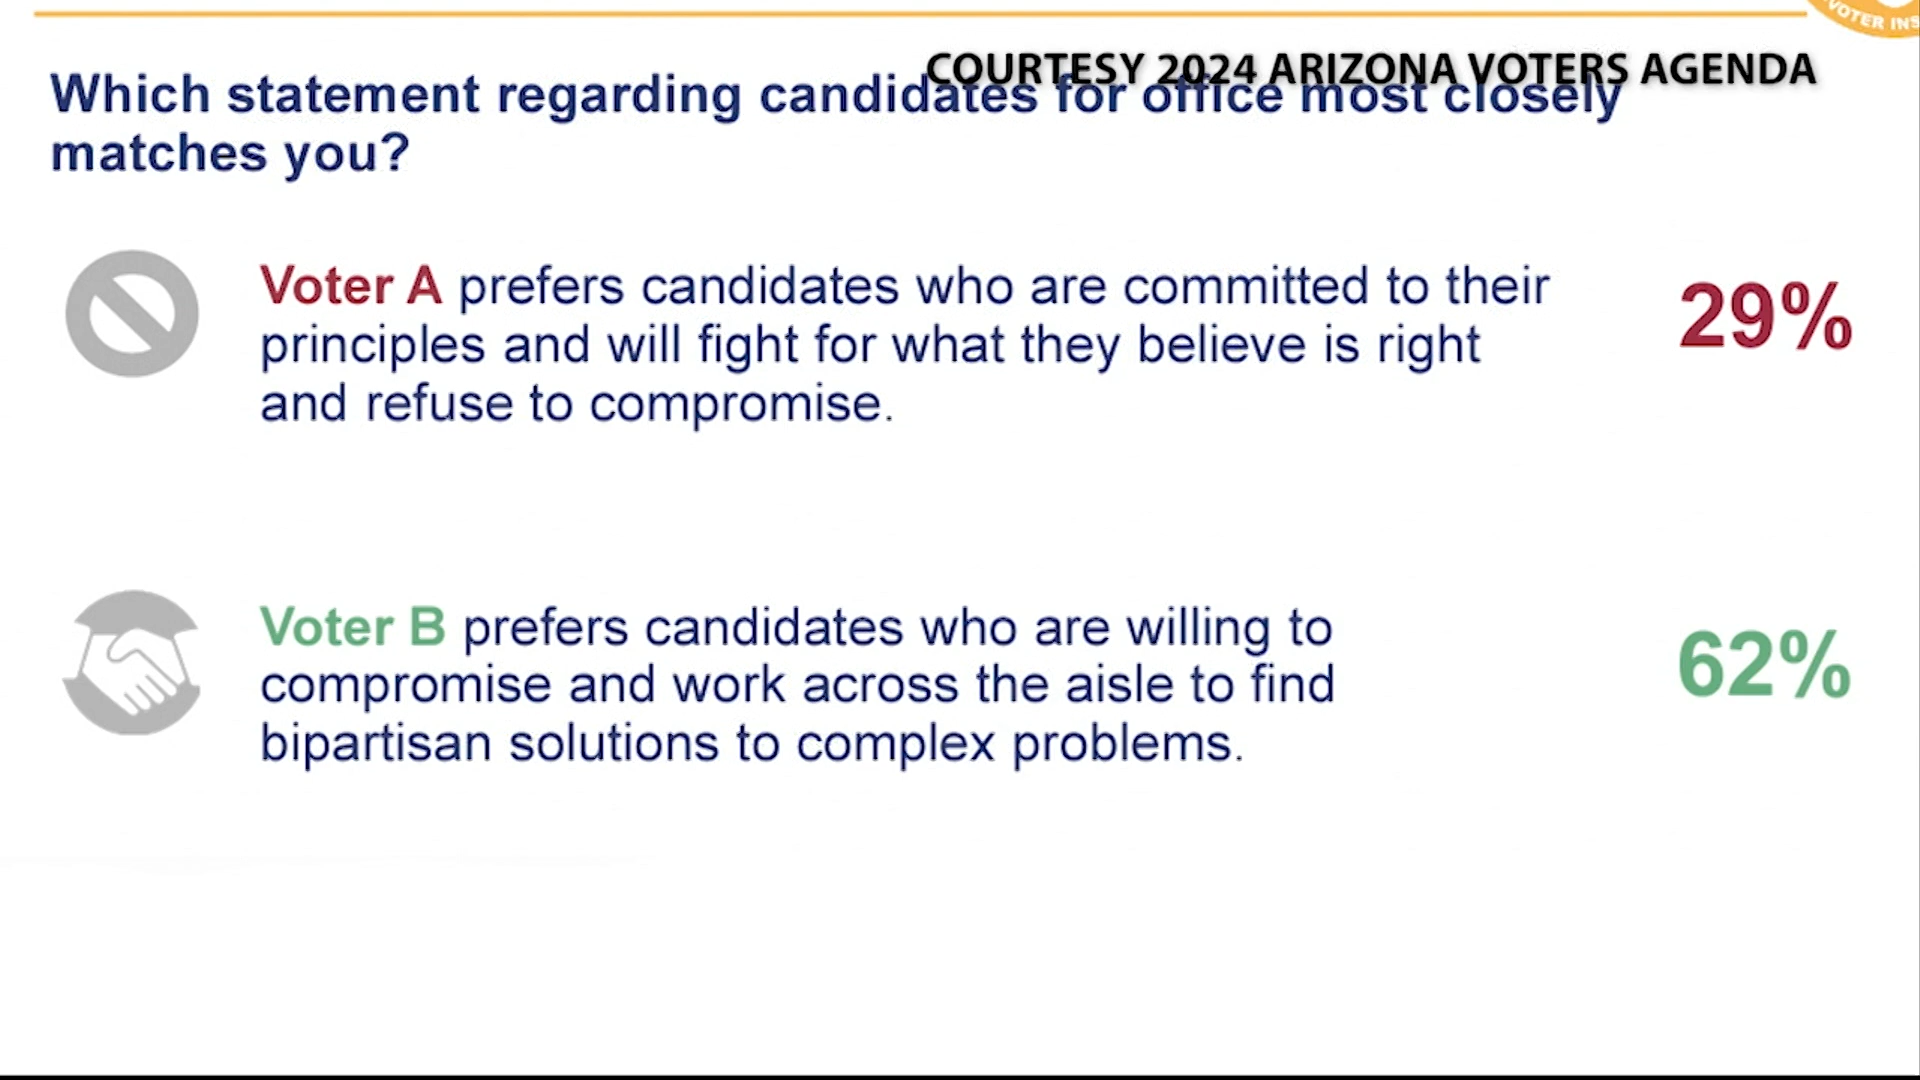 VOTER INS
COURTESY 2024 ARIZONA VOTERS AGENDA
Which statement regarding candidates for office most closely
matches you?
Voter A prefers candidates who are committed to their
principles and will fight for what they believe is right
and refuse to compromise.
29%
Voter B prefers candidates who are willing to
compromise and work across the aisle to find
bipartisan solutions to complex problems.
62%